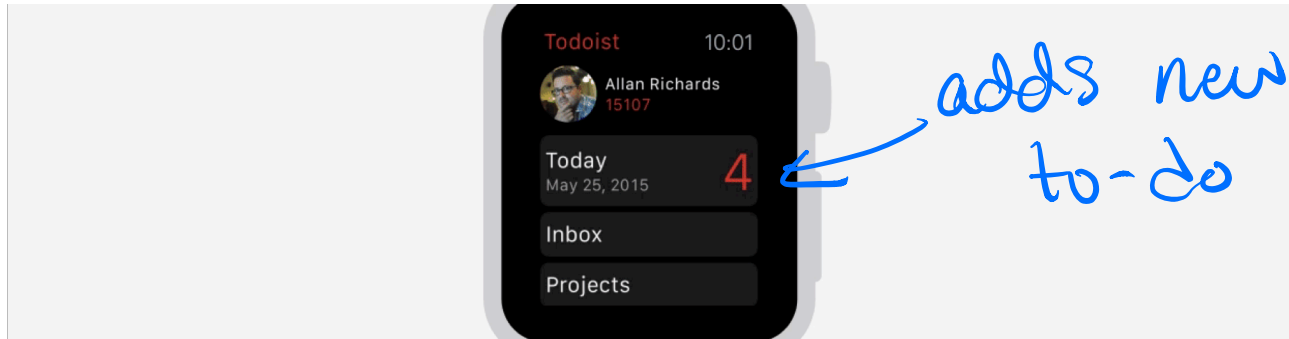 Todoist 10:01
Allan Richards
15107
Today 4
May 25, 2015
Inbox
Projects
adds new
to-do